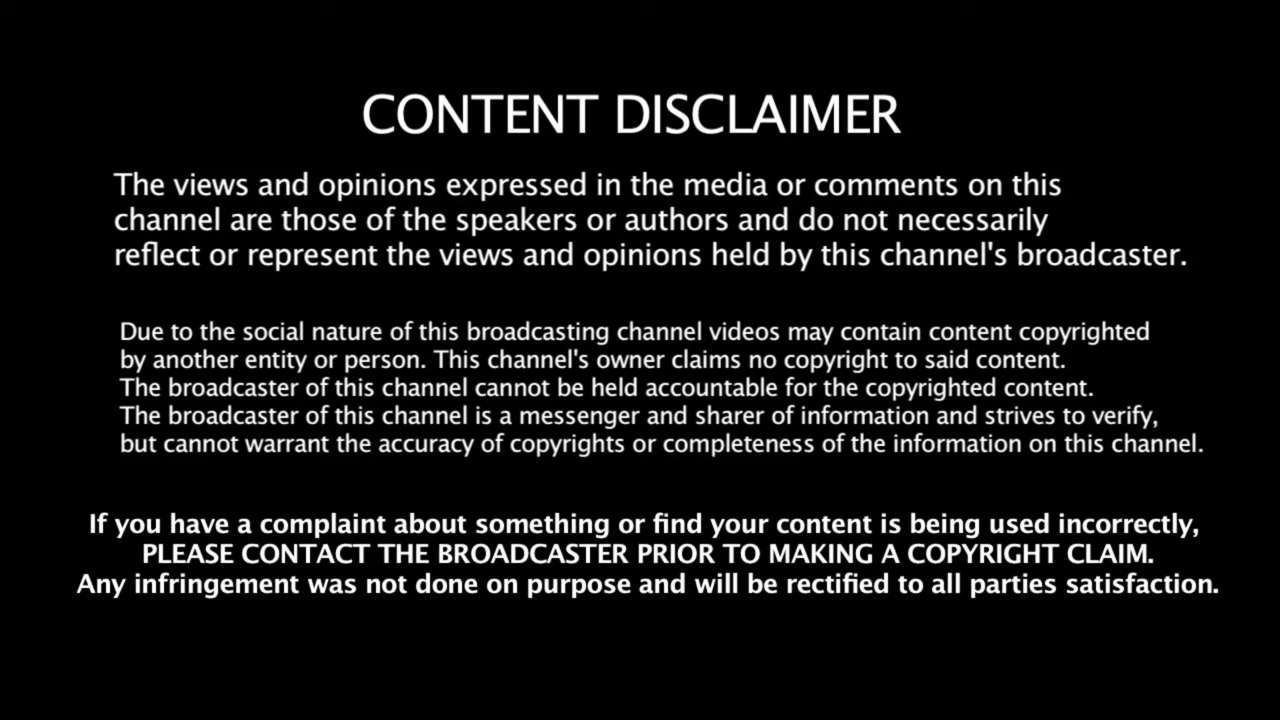 CONTENT DISCLAIMER
The views and opinions expressed in the media or comments on this
channel are those of the speakers or authors and do not necessarily
reflect or represent the views and opinions held by this channel's broadcaster.
Due to the social nature of this broadcasting channel videos may contain content copyrighted
by another entity or person. This channel's owner claims no copyright to said content.
The broadcaster of this channel cannot be held accountable for the copyrighted content.
The broadcaster of this channel is a messenger and sharer of information and strives to verify,
but cannot warrant the accuracy of copyrights or completeness of the information on this channel.
If you have a complaint about something or find your content is being used incorrectly,
PLEASE CONTACT THE BROADCASTER PRIOR TO MAKING A COPYRIGHT CLAIM.
Any infringement was not done on purpose and will be rectified to all parties satisfaction.